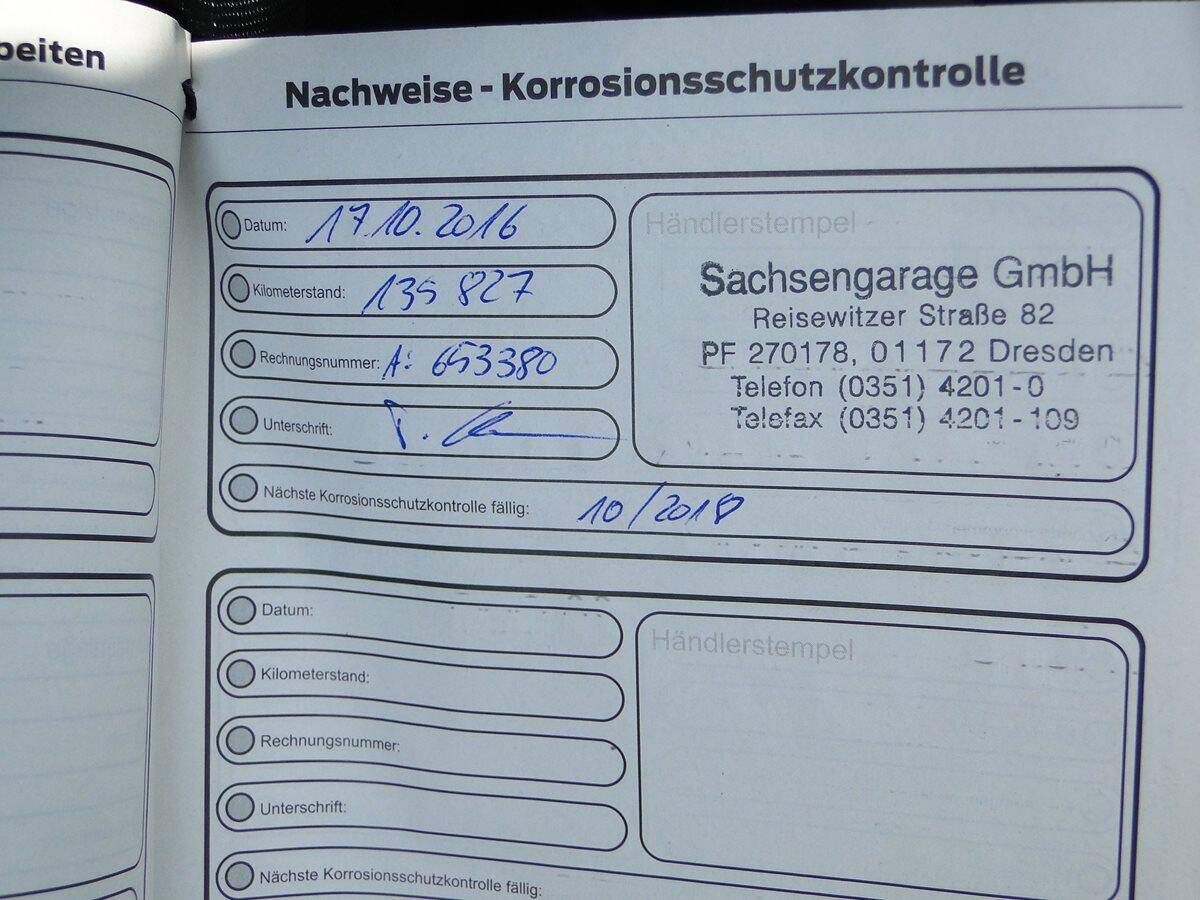 beiten
Nachweise - Korrosionsschutzkontrolle
Datum: 17.10.2016
Kilometerstand: 135 827
Rechnungsnummer: A: 653380
Unterschrift:
Nächste Korrosionsschutzkontrolle fällig: 10/2018
Händlerstempel
Sachsengarage GmbH
Reisewitzer Straße 82
PF 270178, 01172 Dresden
Telefon (0351) 4201-0
Telefax (0351) 4201-109
Datum:
Kilometerstand:
Rechnungsnummer:
Unterschrift:
Nächste Korrosionsschutzkontrolle fällig:
Händlerstempel